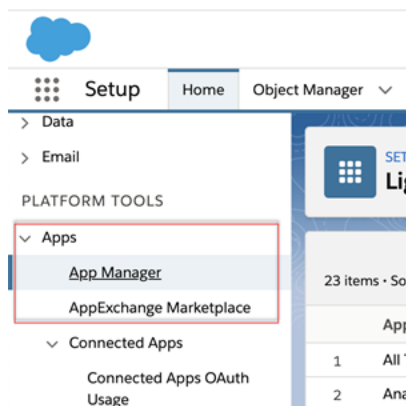 Setup Home Object Manager
Data
Email
PLATFORM TOOLS
Apps
App Manager
AppExchange Marketplace
Connected Apps
Connected Apps OAuth
Usage
23 items •
1 All
2